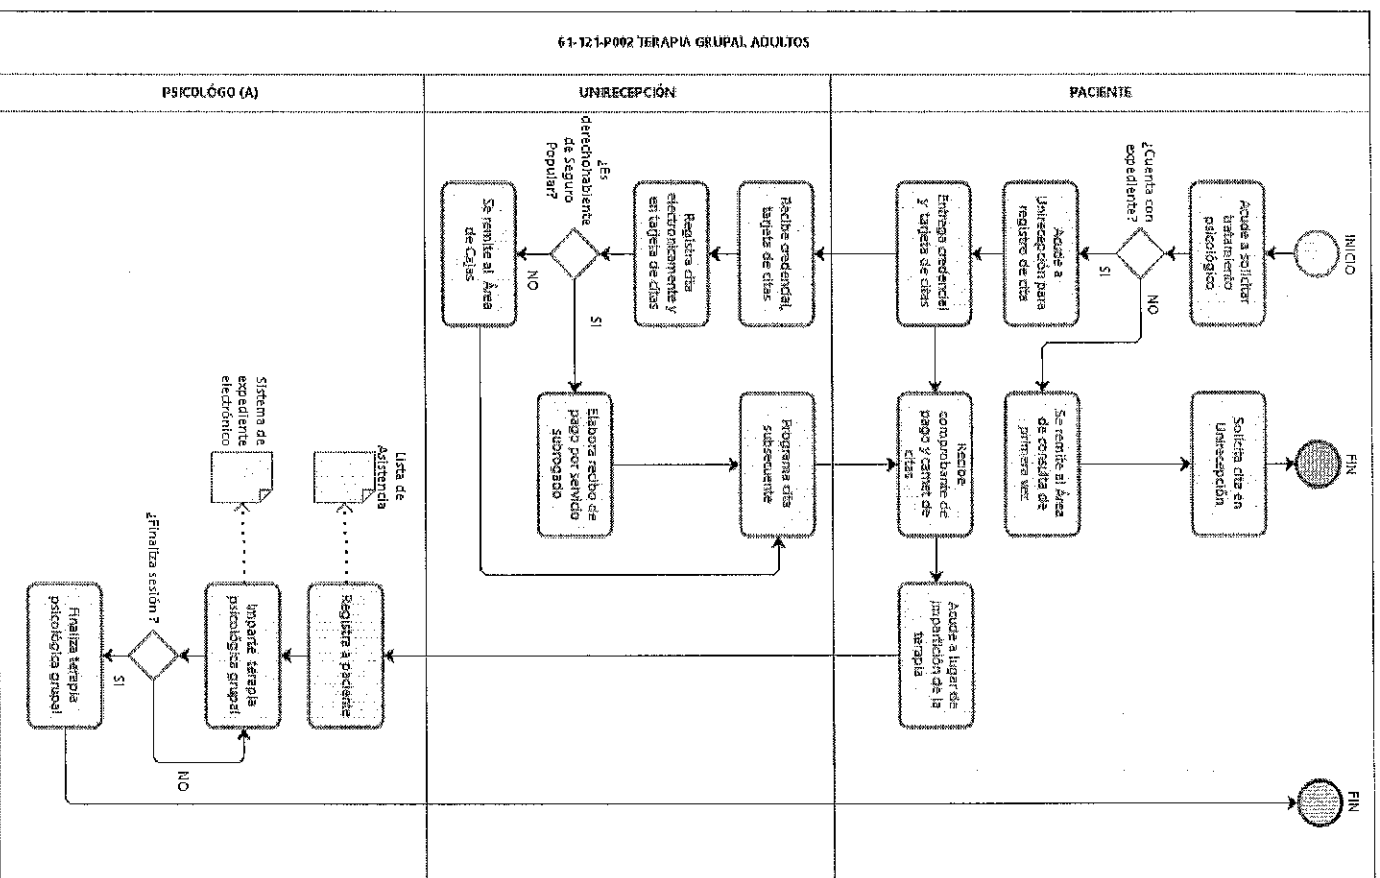 61-121-P002 TERAPIA GRUPAL ADULTOS
PSICOLÓGO (A)
UNIRECEPCIÓN
PACIENTE
INICIO
Acude a solicitar
tratamiento
psicológico
¿Cuenta con
expediente?
SI
NO
Acude a
Unirecepción para
registro de cita
Entrega credencial
y tarjeta de citas
Se remite al Área
de consulta de
primera vez
Solicita cita en
Unirecepción
FIN
Recibe
comprobante de
pago y carnet de
citas
Acude a lugar de
impartición de la
terapia
Recibe credencial,
tarjeta de citas
Registra cita
electronicamente y
en tarjeta de citas
¿Es
derechohabiente
de Seguro
Popular?
NO
SI
Se remite al Área
de Cajas
Elabora recibo de
pago por servicio
subrogado
Programa cita
subsecuente
Registra a paciente
Lista de
Asistencia
Imparte terapia
psicológica grupal
Sistema de
expediente
electrónico
¿Finaliza sesión?
SI
NO
Finaliza terapia
psicológica grupal
FIN